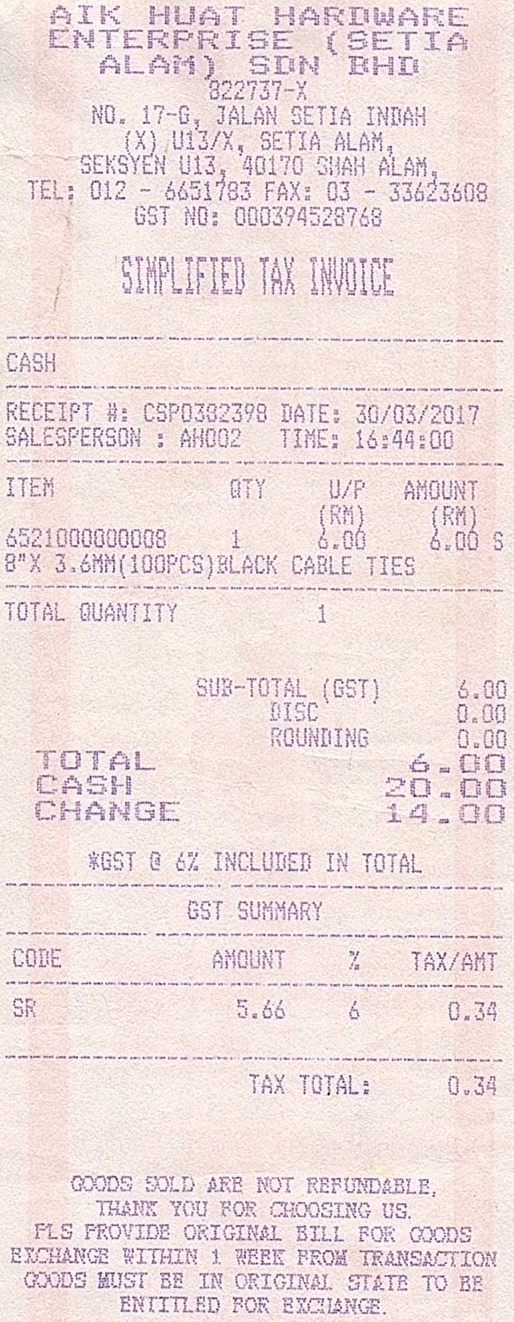 AIK HUAT HARDWARE
ENTERPRISE (SETIA
ALAM) SDN BHD
822737-X
NO. 17-G, JALAN SETIA INDAH
(X) U13/X, SETIA ALAM,
SEKSYEN U13, 40170 SHAH ALAM,
TEL: 012 - 6651783 FAX: 03 - 33623608
GST NO: 000394528768
SIMPLIFIED TAX INVOICE
CASH
RECEIPT #: CSP0382398 DATE: 30/03/2017
SALESPERSON : AH002 TIME: 16:44:00
ITEM QTY U/P AMOUNT
(RM) (RM)
6521000000008 1 6.00 6.00 S
8"X 3.6MM(100PCS)BLACK CABLE TIES
TOTAL QUANTITY 1
SUB-TOTAL (GST) 6.00
DISC 0.00
ROUNDING 0.00
TOTAL 6.00
CASH 20.00
CHANGE 14.00
*GST @ 6% INCLUDED IN TOTAL
GST SUMMARY
CODE AMOUNT % TAX/AMT
SR 5.66 6 0.34
TAX TOTAL: 0.34
GOODS SOLD ARE NOT REFUNDABLE,
THANK YOU FOR CHOOSING US.
PLS PROVIDE ORIGINAL BILL FOR GOODS
EXCHANGE WITHIN 1 WEEK FROM TRANSACTION
GOODS MUST BE IN ORIGINAL STATE TO BE
ENTITLED FOR EXCHANGE.